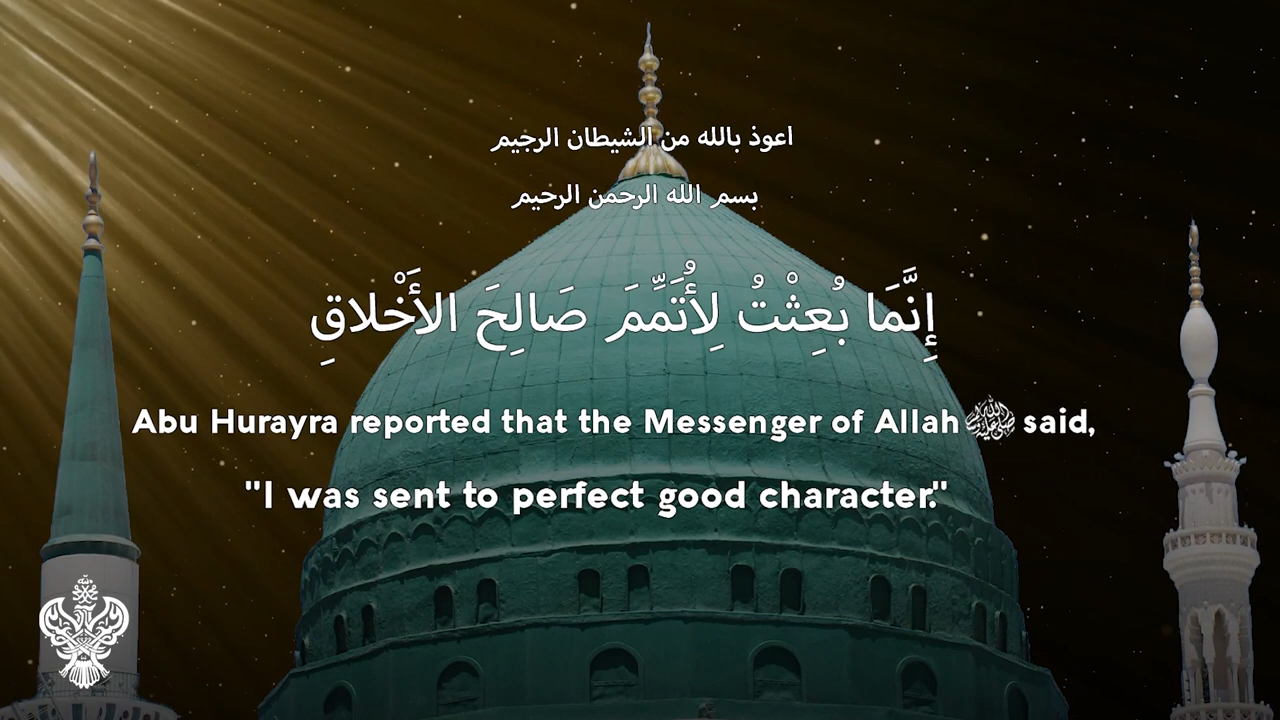 اعوذ بالله من الشيطان الرجيم
بسم الله الرحمن الرحيم
إِنَّمَا بُعِثْتُ لِأُتَمِّمَ صَالِحَ الأَخْلاقِ
Abu Hurayra reported that the Messenger of Allah ﷺ said,
"I was sent to perfect good character."